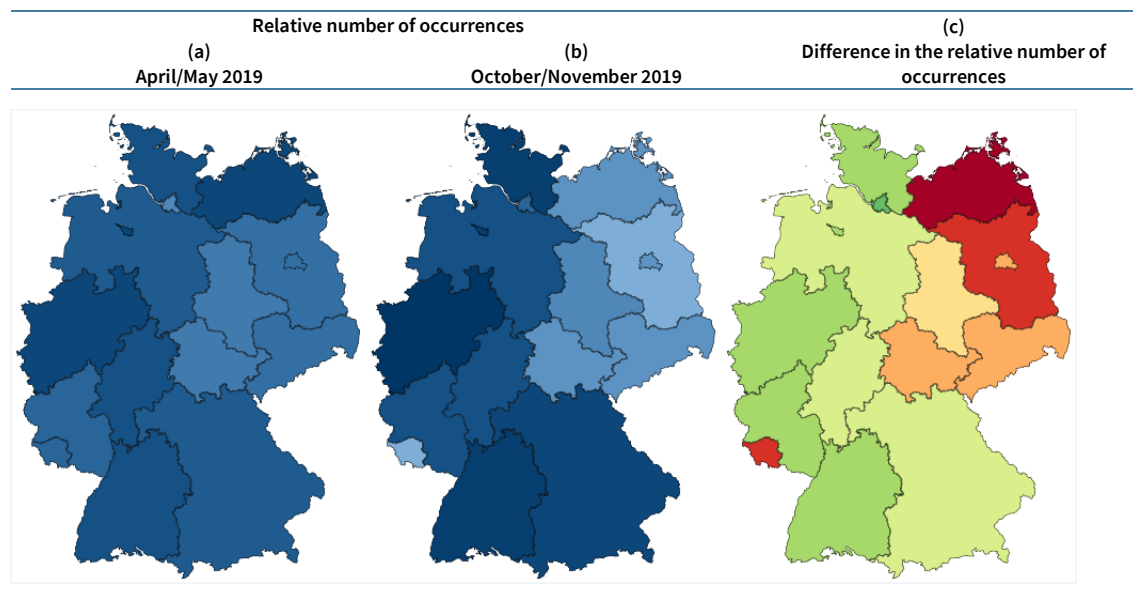 Relative number of occurrences
(a)
April/May 2019
(b)
October/November 2019
(c)
Difference in the relative number of
occurrences